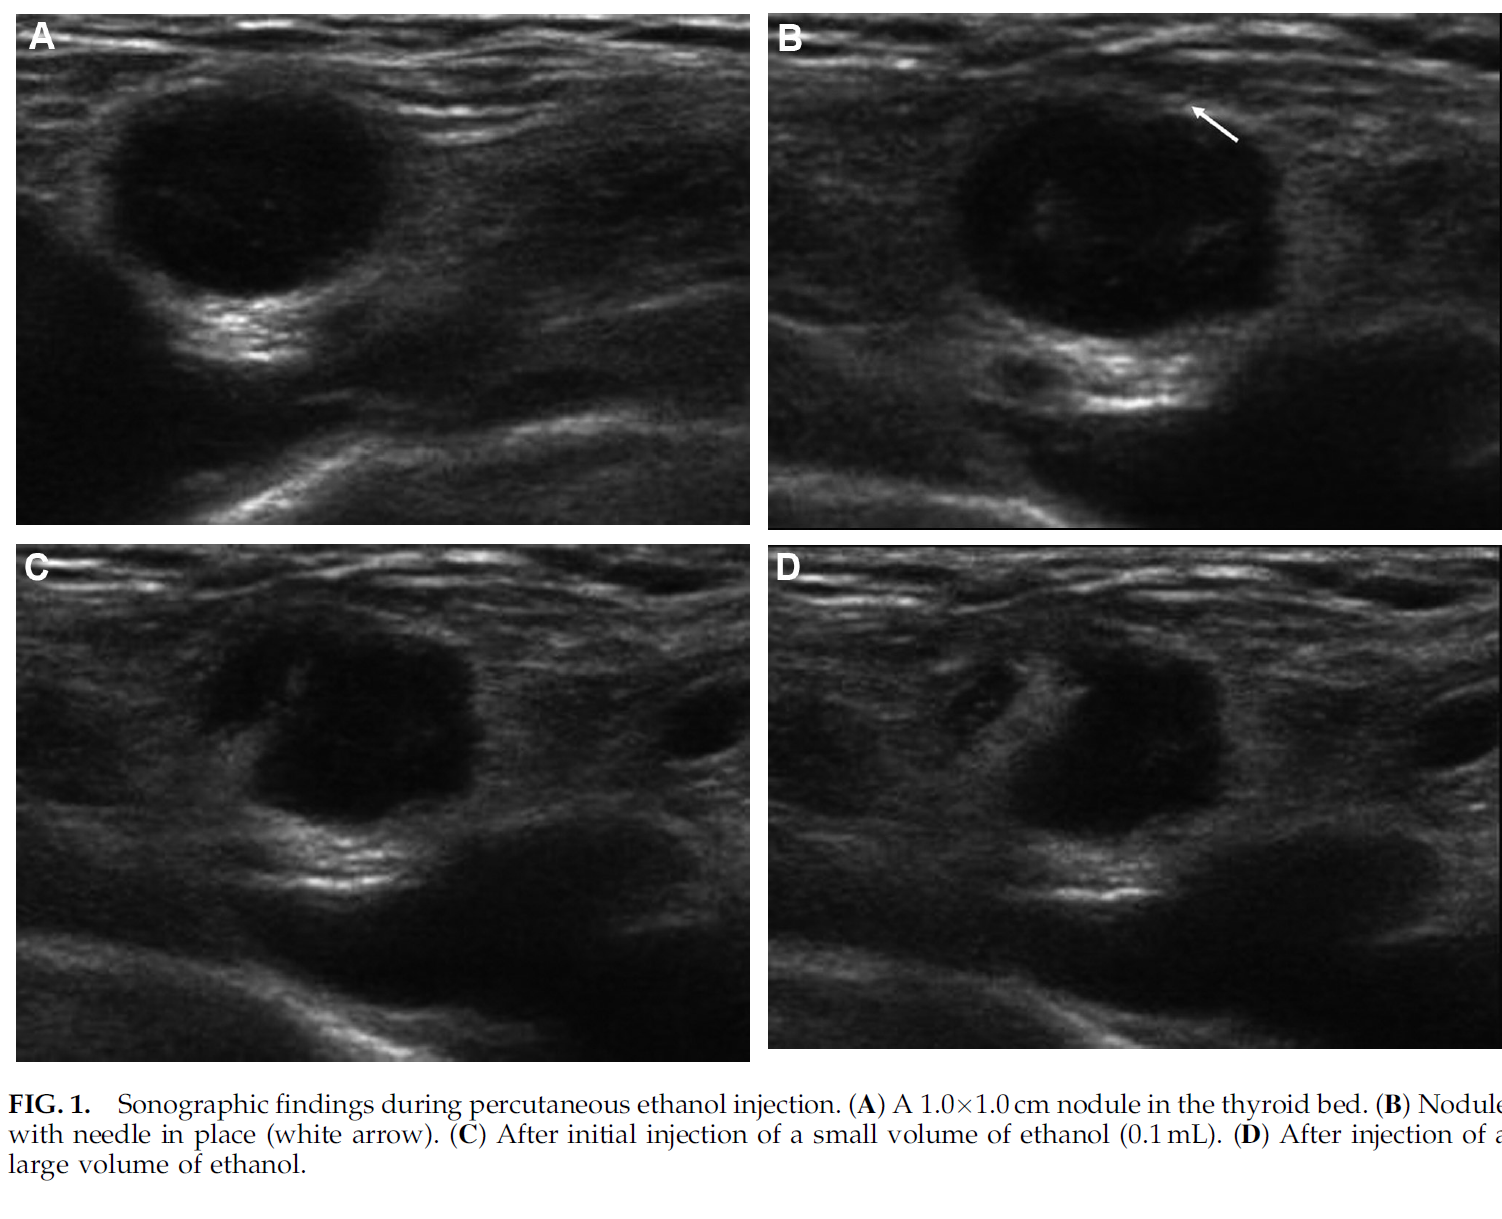 A
B
C
D
FIG. 1. Sonographic findings during percutaneous ethanol injection. (A) A 1.0×1.0 cm nodule in the thyroid bed. (B) Nodule
with needle in place (white arrow). (C) After initial injection of a small volume of ethanol (0.1 mL). (D) After injection of a
large volume of ethanol.